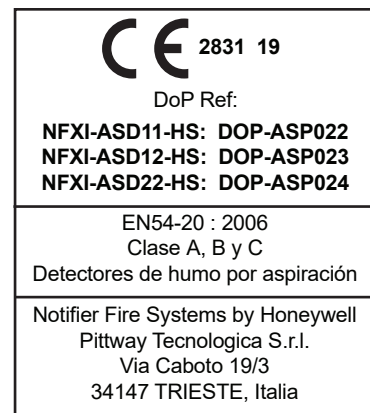 CE 2831 19
DoP Ref:
NFXI-ASD11-HS: DOP-ASP022
NFXI-ASD12-HS: DOP-ASP023
NFXI-ASD22-HS: DOP-ASP024
EN54-20 : 2006
Clase A, B y C
Detectores de humo por aspiración
Notifier Fire Systems by Honeywell
Pittway Tecnologica S.r.l.
Via Caboto 19/3
34147 TRIESTE, Italia